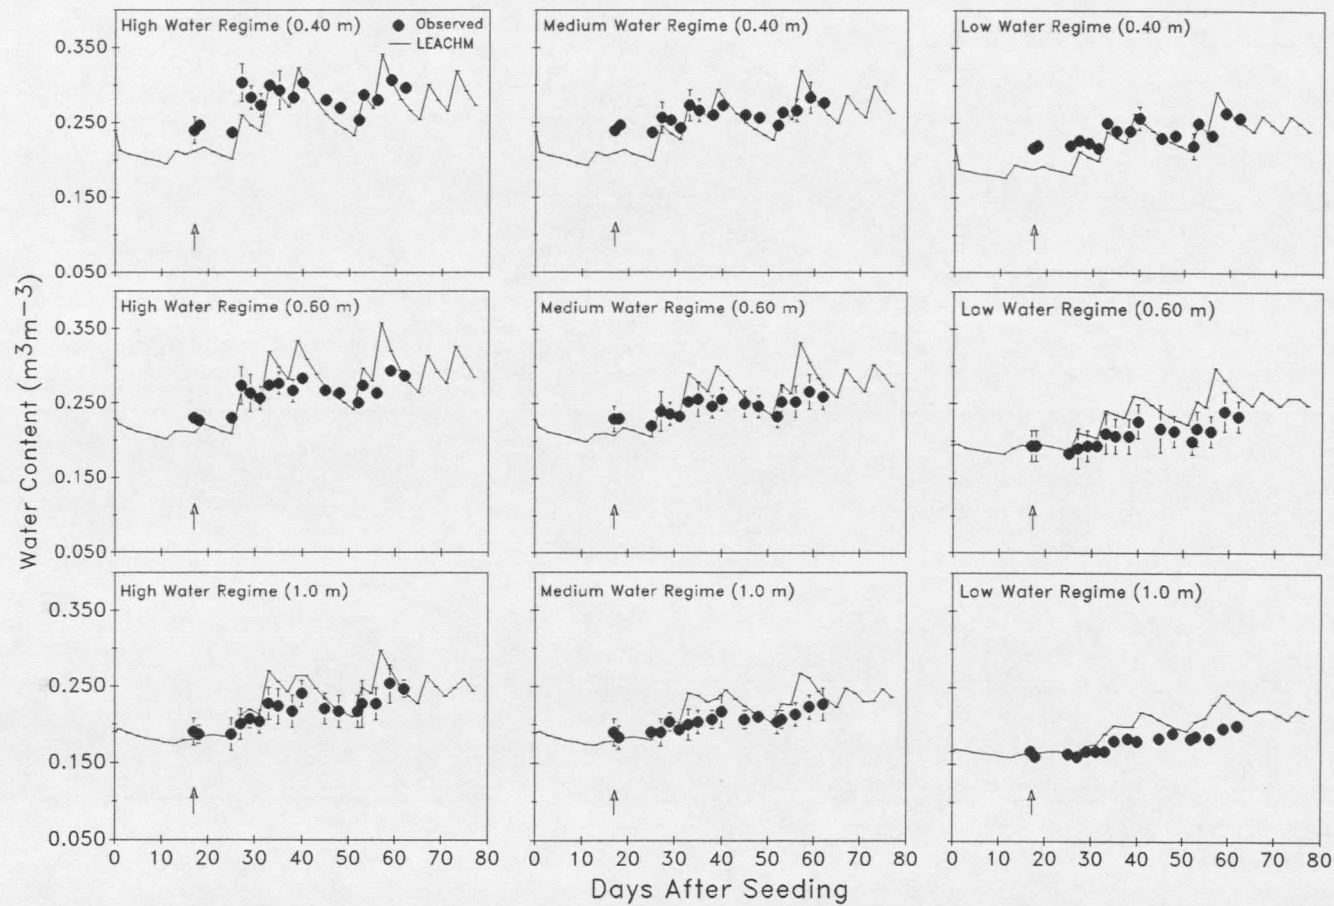 High Water Regime (0.40 m)
Observed
LEACHM
Medium Water Regime (0.40 m)
Low Water Regime (0.40 m)
0.350
0.250
0.150
0.050
High Water Regime (0.60 m)
Medium Water Regime (0.60 m)
Low Water Regime (0.60 m)
0.350
0.250
0.150
0.050
Water Content (m3m-3)
High Water Regime (1.0 m)
Medium Water Regime (1.0 m)
Low Water Regime (1.0 m)
0.350
0.250
0.150
0.050
0 10 20 30 40 50 60 70 80
0 10 20 30 40 50 60 70 80
0 10 20 30 40 50 60 70 80
Days After Seeding